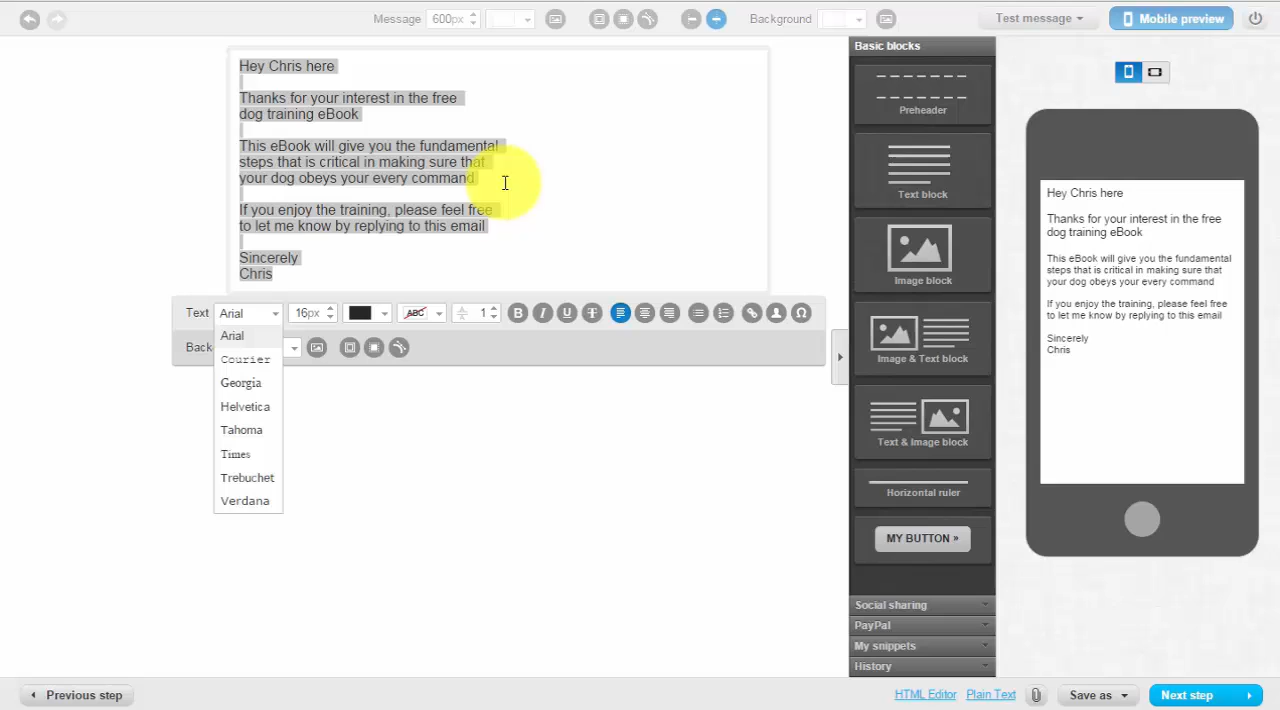 Message 600px Background Test message Mobile preview
Hey Chris here
Thanks for your interest in the free
dog training eBook
This eBook will give you the fundamental
steps that is critical in making sure that
your dog obeys your every command
If you enjoy the training, please feel free
to let me know by replying to this email
Sincerely
Chris
Text Arial 16px ABC 1 B I U T Ω
Back
Arial
Courier
Georgia
Helvetica
Tahoma
Times
Trebuchet
Verdana
Basic blocks
Preheader
Text block
Image block
Image & Text block
Text & Image block
Horizontal ruler
MY BUTTON »
Social sharing
PayPal
My snippets
History
Hey Chris here
Thanks for your interest in the free
dog training eBook
This eBook will give you the fundamental
steps that is critical in making sure that
your dog obeys your every command
If you enjoy the training, please feel free
to let me know by replying to this email
Sincerely
Chris
Previous step HTML Editor Plain Text Save as Next step